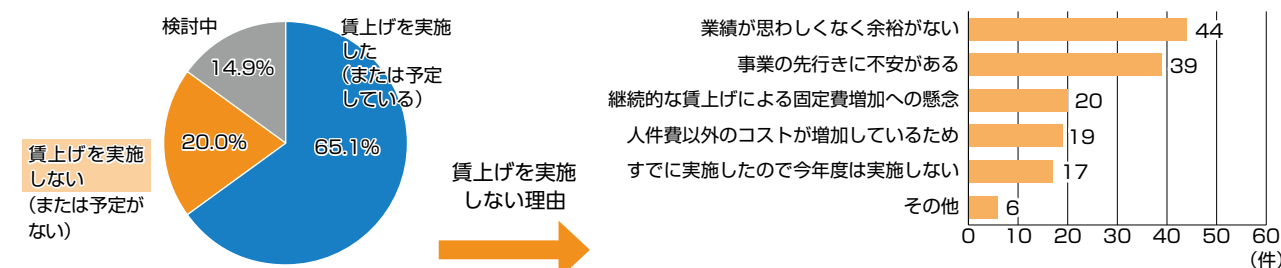 検討中
賃上げを実施
した
(または予定
している)
14.9%
20.0%
65.1%
賃上げを実施
しない
(または予定が
ない)
賃上げを実施
しない理由
業績が思わしくなく余裕がない
44
事業の先行きに不安がある
39
継続的な賃上げによる固定費増加への懸念
20
人件費以外のコストが増加しているため
19
すでに実施したので今年度は実施しない
17
その他
6
0 10 20 30 40 50 60
(件)